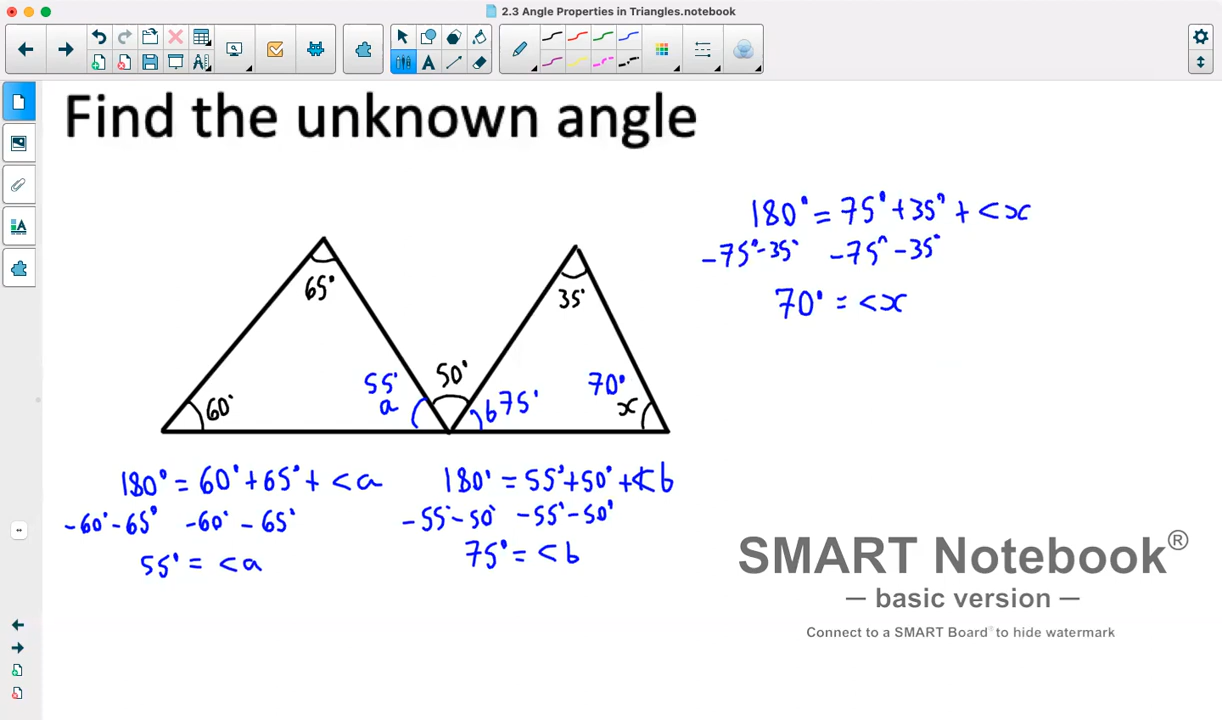 2.3 Angle Properties in Triangles.notebook
Find the unknown angle
180° = 75° + 35° + <x
-75° - 35° -75° - 35°
70° = <x
65°
35°
50°
55°
70°
60°
a
b 75°
x
180° = 60° + 65° + <a
-60° - 65° -60° - 65°
55° = <a
180° = 55° + 50° + <b
-55° - 50° -55° - 50°
75° = <b
SMART Notebook®
— basic version —
Connect to a SMART Board® to hide watermark